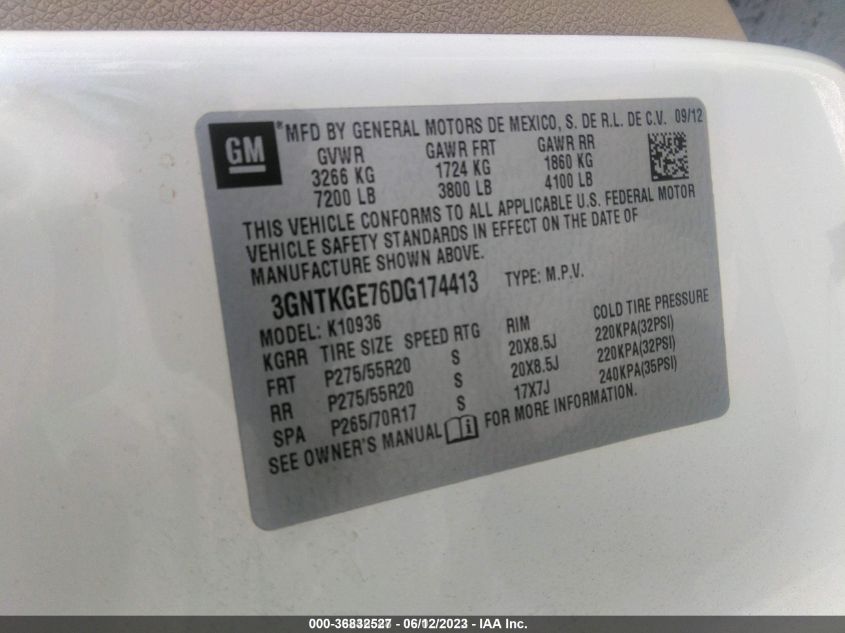 GM
MFD BY GENERAL MOTORS DE MEXICO, S. DE R.L. DE C.V. 09/12
GVWR GAWR FRT GAWR RR
3266 KG 1724 KG 1860 KG
7200 LB 3800 LB 4100 LB
THIS VEHICLE CONFORMS TO ALL APPLICABLE U.S. FEDERAL MOTOR
VEHICLE SAFETY STANDARDS IN EFFECT ON THE DATE OF
MANUFACTURE SHOWN ABOVE.
3GNTKGE76DG174413 TYPE: M.P.V.
MODEL: K10936
KGRR TIRE SIZE SPEED RTG RIM COLD TIRE PRESSURE
FRT P275/55R20 S 20X8.5J 220KPA(32PSI)
RR P275/55R20 S 20X8.5J 220KPA(32PSI)
SPA P265/70R17 S 17X7J 240KPA(35PSI)
SEE OWNER'S MANUAL FOR MORE INFORMATION.
000-36832527 - 06/12/2023 - IAA Inc.